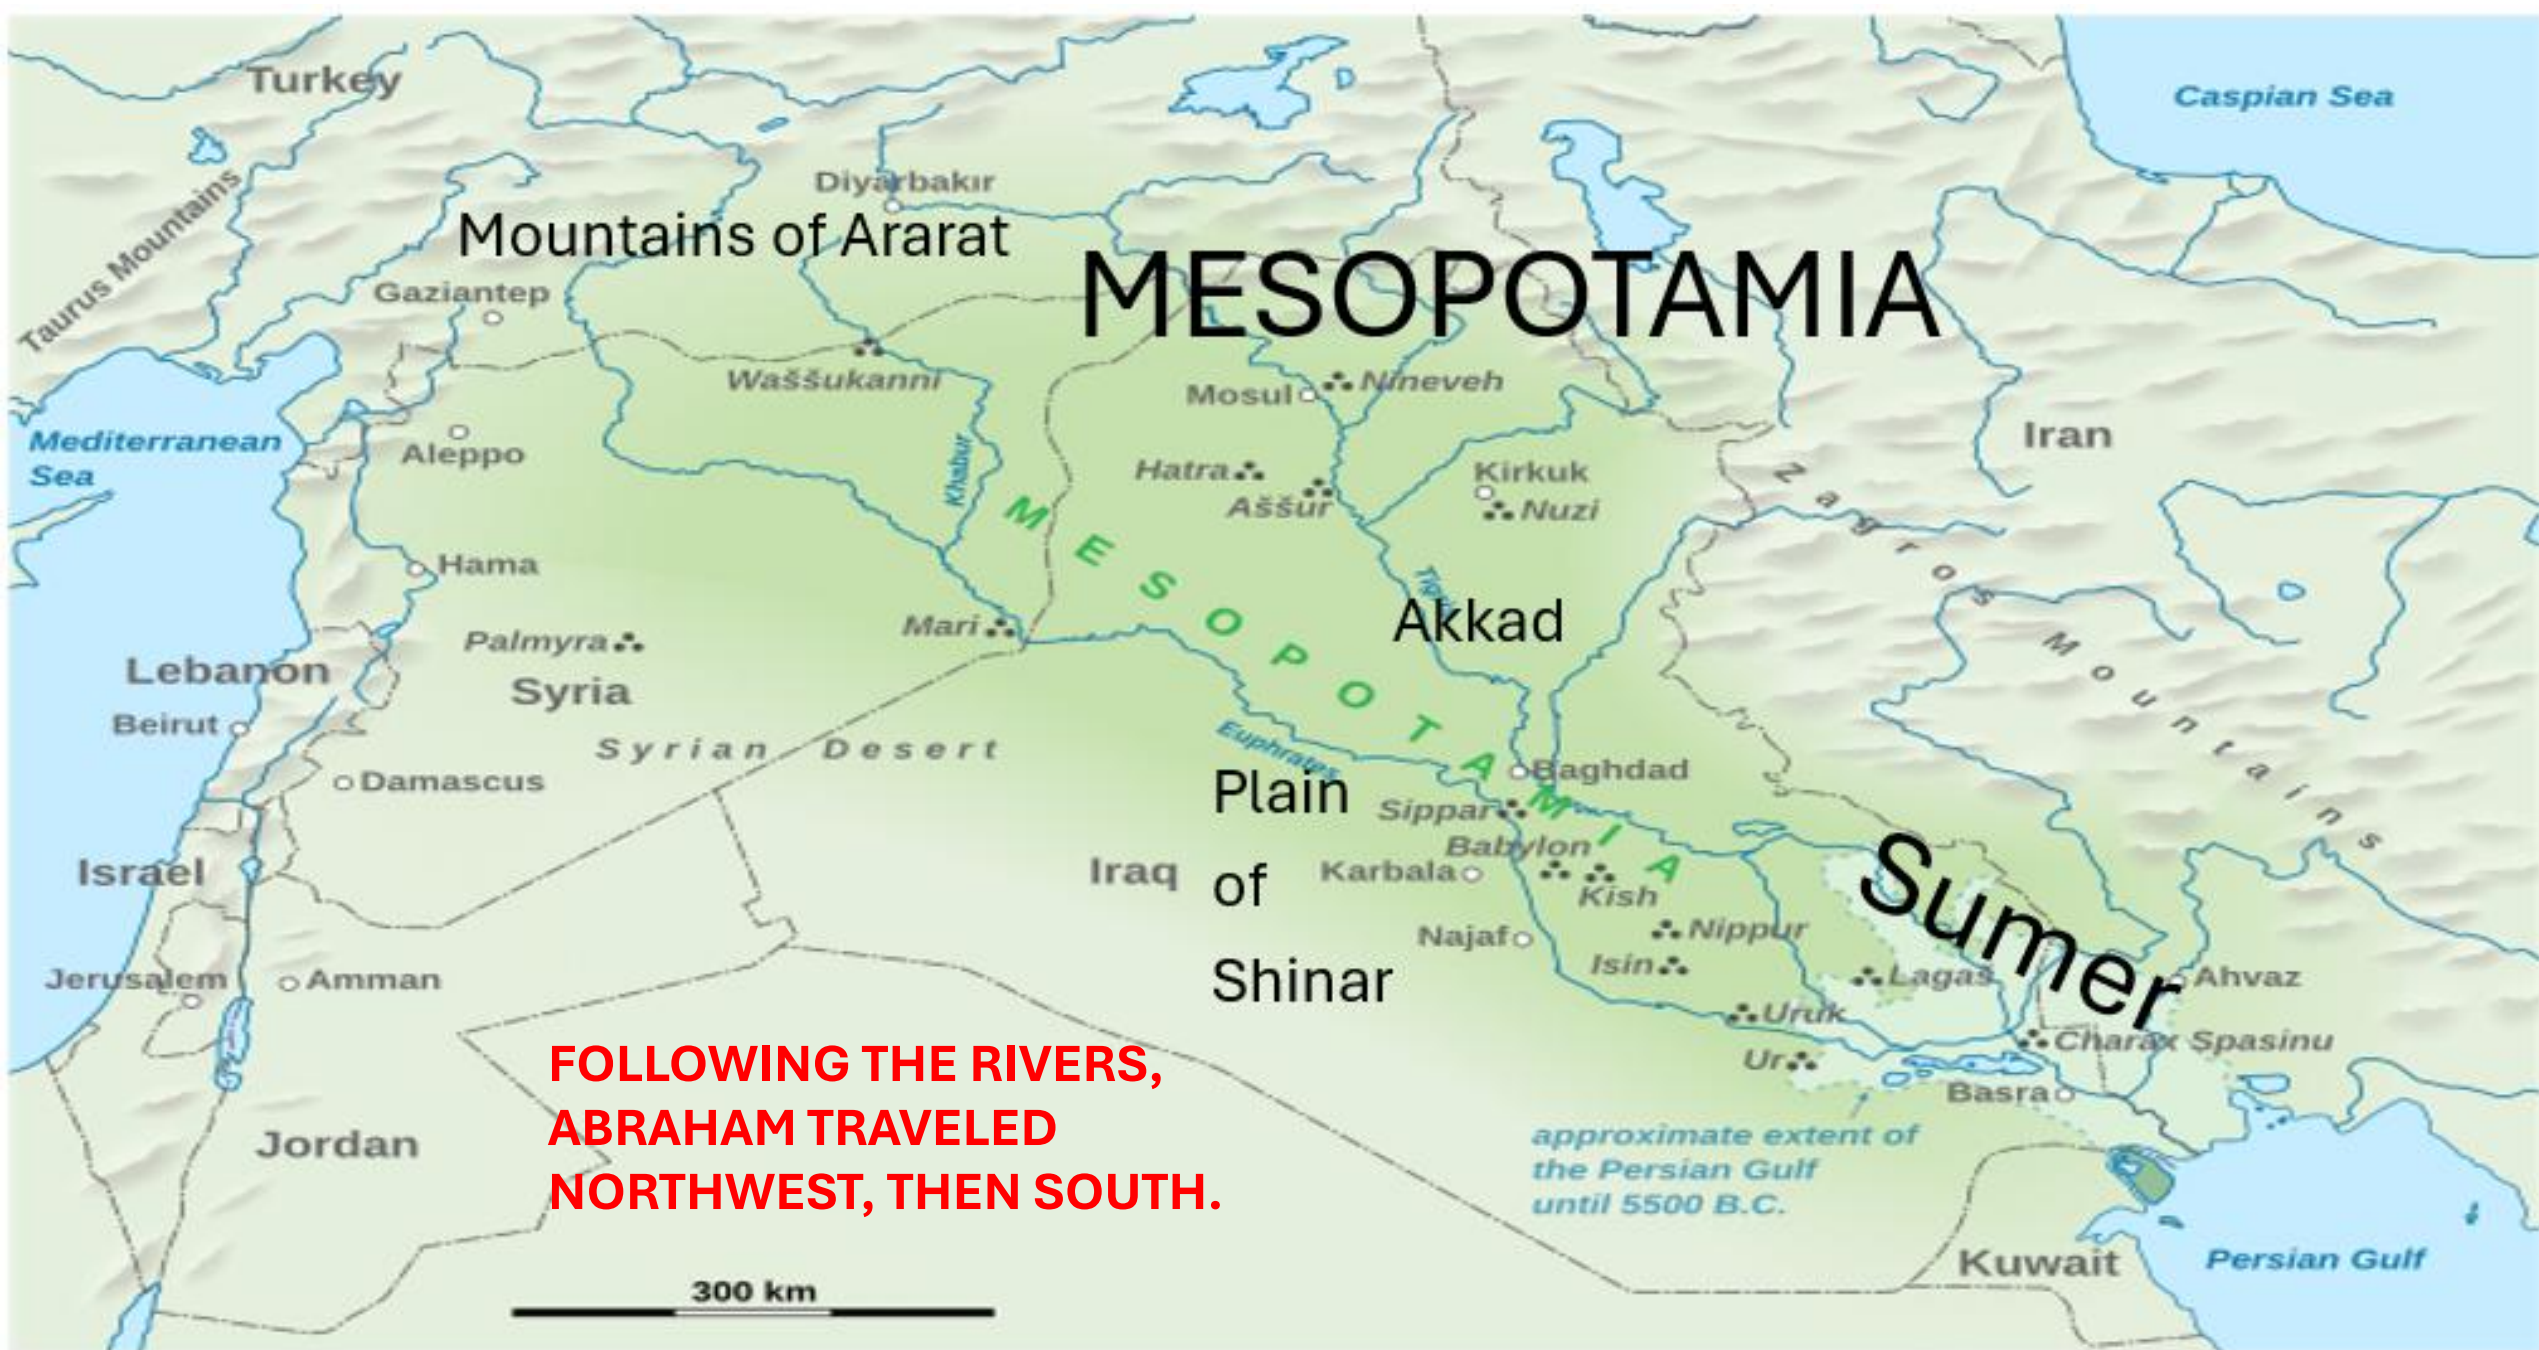 Turkey
Caspian Sea
Taurus Mountains
Diyarbakır
Mountains of Ararat
MESOPOTAMIA
Gaziantep
Waššukanni
Mosul
Nineveh
Mediterranean
Sea
Aleppo
Iran
Khabur
Hatra
Aššur
Kirkuk
Nuzi
Zagros Mountains
MESOPOTAMIA
Hama
Akkad
Mari
Palmyra
Lebanon
Syria
Beirut
Syrian Desert
Euphrates
Damascus
Baghdad
Plain
of
Shinar
Sippar
Babylon
Sumer
Israel
Iraq
Karbala
Kish
Najaf
Nippur
Isin
Lagaš
Ahvaz
Jerusalem
Amman
Uruk
Charax Spasinu
Ur
Basra
FOLLOWING THE RIVERS,
ABRAHAM TRAVELED
NORTHWEST, THEN SOUTH.
Jordan
approximate extent of
the Persian Gulf
until 5500 B.C.
Kuwait
Persian Gulf
300 km